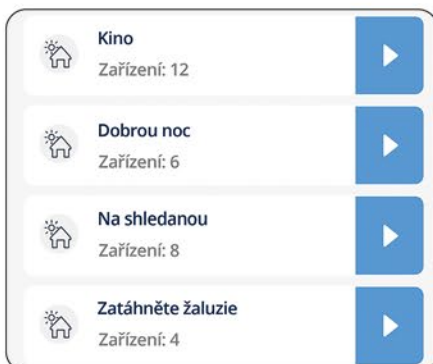 Kino
Zařízení: 12
Dobrou noc
Zařízení: 6
Na shledanou
Zařízení: 8
Zatáhněte žaluzie
Zařízení: 4